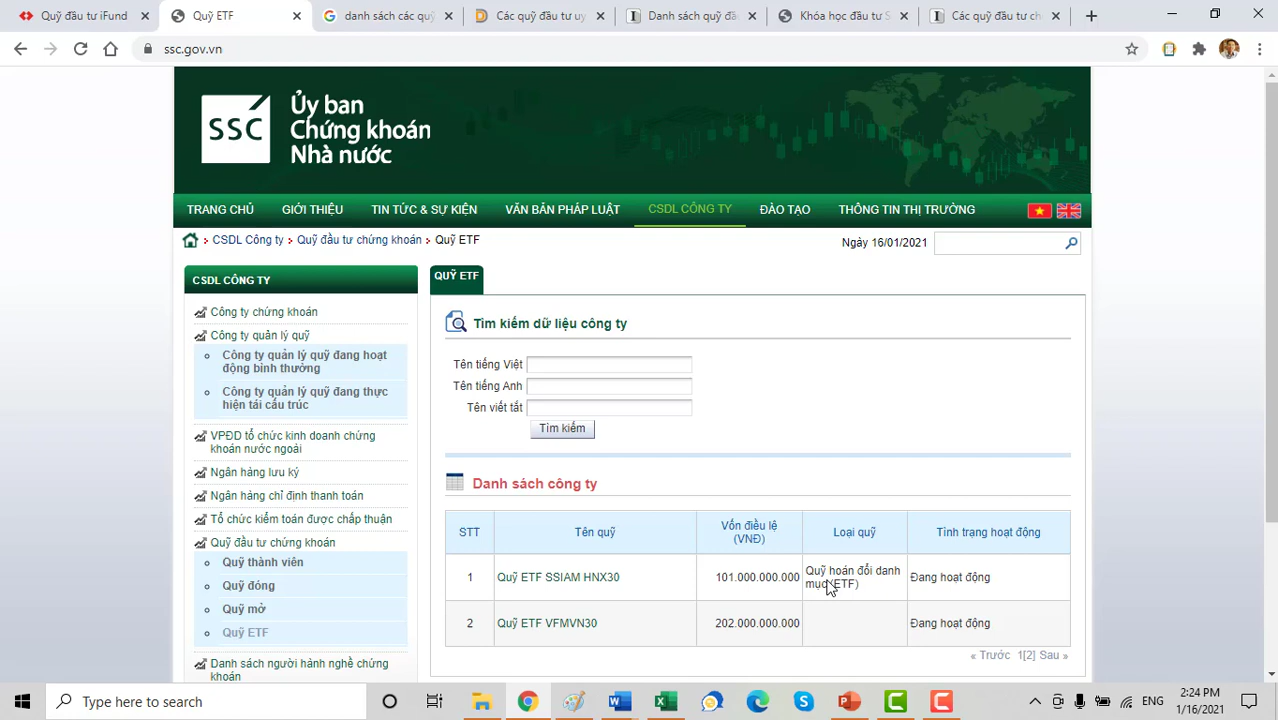 Quỹ đầu tư của iFund
Quỹ ETF
danh sách các quỹ
Các quỹ đầu tư uy
Danh sách quỹ đầu
Khóa học đầu tư S
Các quỹ đầu tư ch
ssc.gov.vn
SSC
Ủy ban
Chứng khoán
Nhà nước
TRANG CHỦ GIỚI THIỆU TIN TỨC & SỰ KIỆN VĂN BẢN PHÁP LUẬT CSDL CÔNG TY ĐÀO TẠO THÔNG TIN THỊ TRƯỜNG
CSDL Công ty Quỹ đầu tư chứng khoán Quỹ ETF
Ngày 16/01/2021
CSDL CÔNG TY
Công ty chứng khoán
Công ty quản lý quỹ
Công ty quản lý quỹ đang hoạt
động bình thường
Công ty quản lý quỹ đang thực
hiện tái cấu trúc
VPĐD tổ chức kinh doanh chứng
khoán nước ngoài
Ngân hàng lưu ký
Ngân hàng chỉ định thanh toán
Tổ chức kiểm toán được chấp thuận
Quỹ đầu tư chứng khoán
Quỹ thành viên
Quỹ đóng
Quỹ mở
Quỹ ETF
Danh sách người hành nghề chứng
khoán
QUỸ ETF
Tìm kiếm dữ liệu công ty
Tên tiếng Việt
Tên tiếng Anh
Tên viết tắt
Tìm kiếm
Danh sách công ty
STT Tên quỹ Vốn điều lệ (VNĐ) Loại quỹ Tình trạng hoạt động
1 Quỹ ETF SSIAM HNX30 101.000.000.000 Quỹ hoán đổi danh
mục(ETF) Đang hoạt động
2 Quỹ ETF VFMVN30 202.000.000.000 Đang hoạt động
« Trước 1[2] Sau »
Type here to search
ENG
2:24 PM
1/16/2021